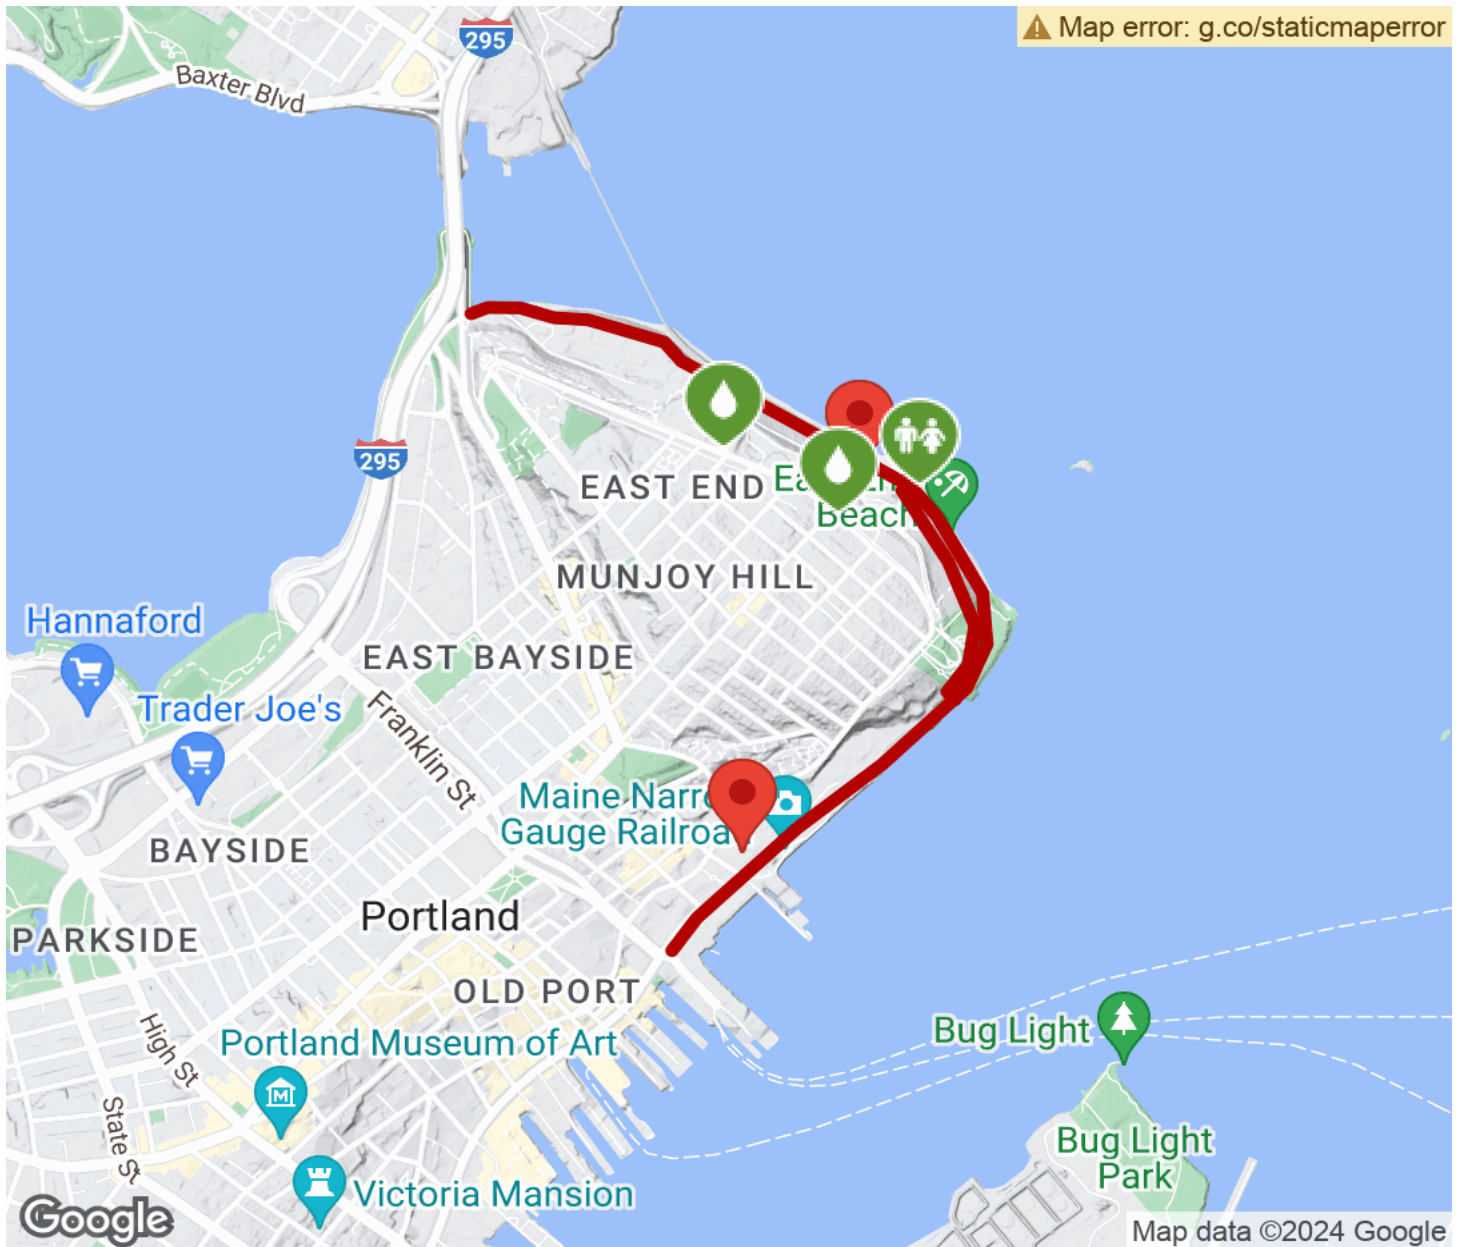 Map error: g.co/staticmaperror
295
Baxter Blvd
295
EAST END
Beach
MUNJOY HILL
Hannaford
EAST BAYSIDE
Trader Joe's
Franklin St
Maine
Gauge
BAYSIDE
Portland
PARKSIDE
OLD PORT
High St
Portland Museum of Art
Bug Light
State St
Bug Light
Park
Victoria Mansion
Google
Map data ©2024 Google